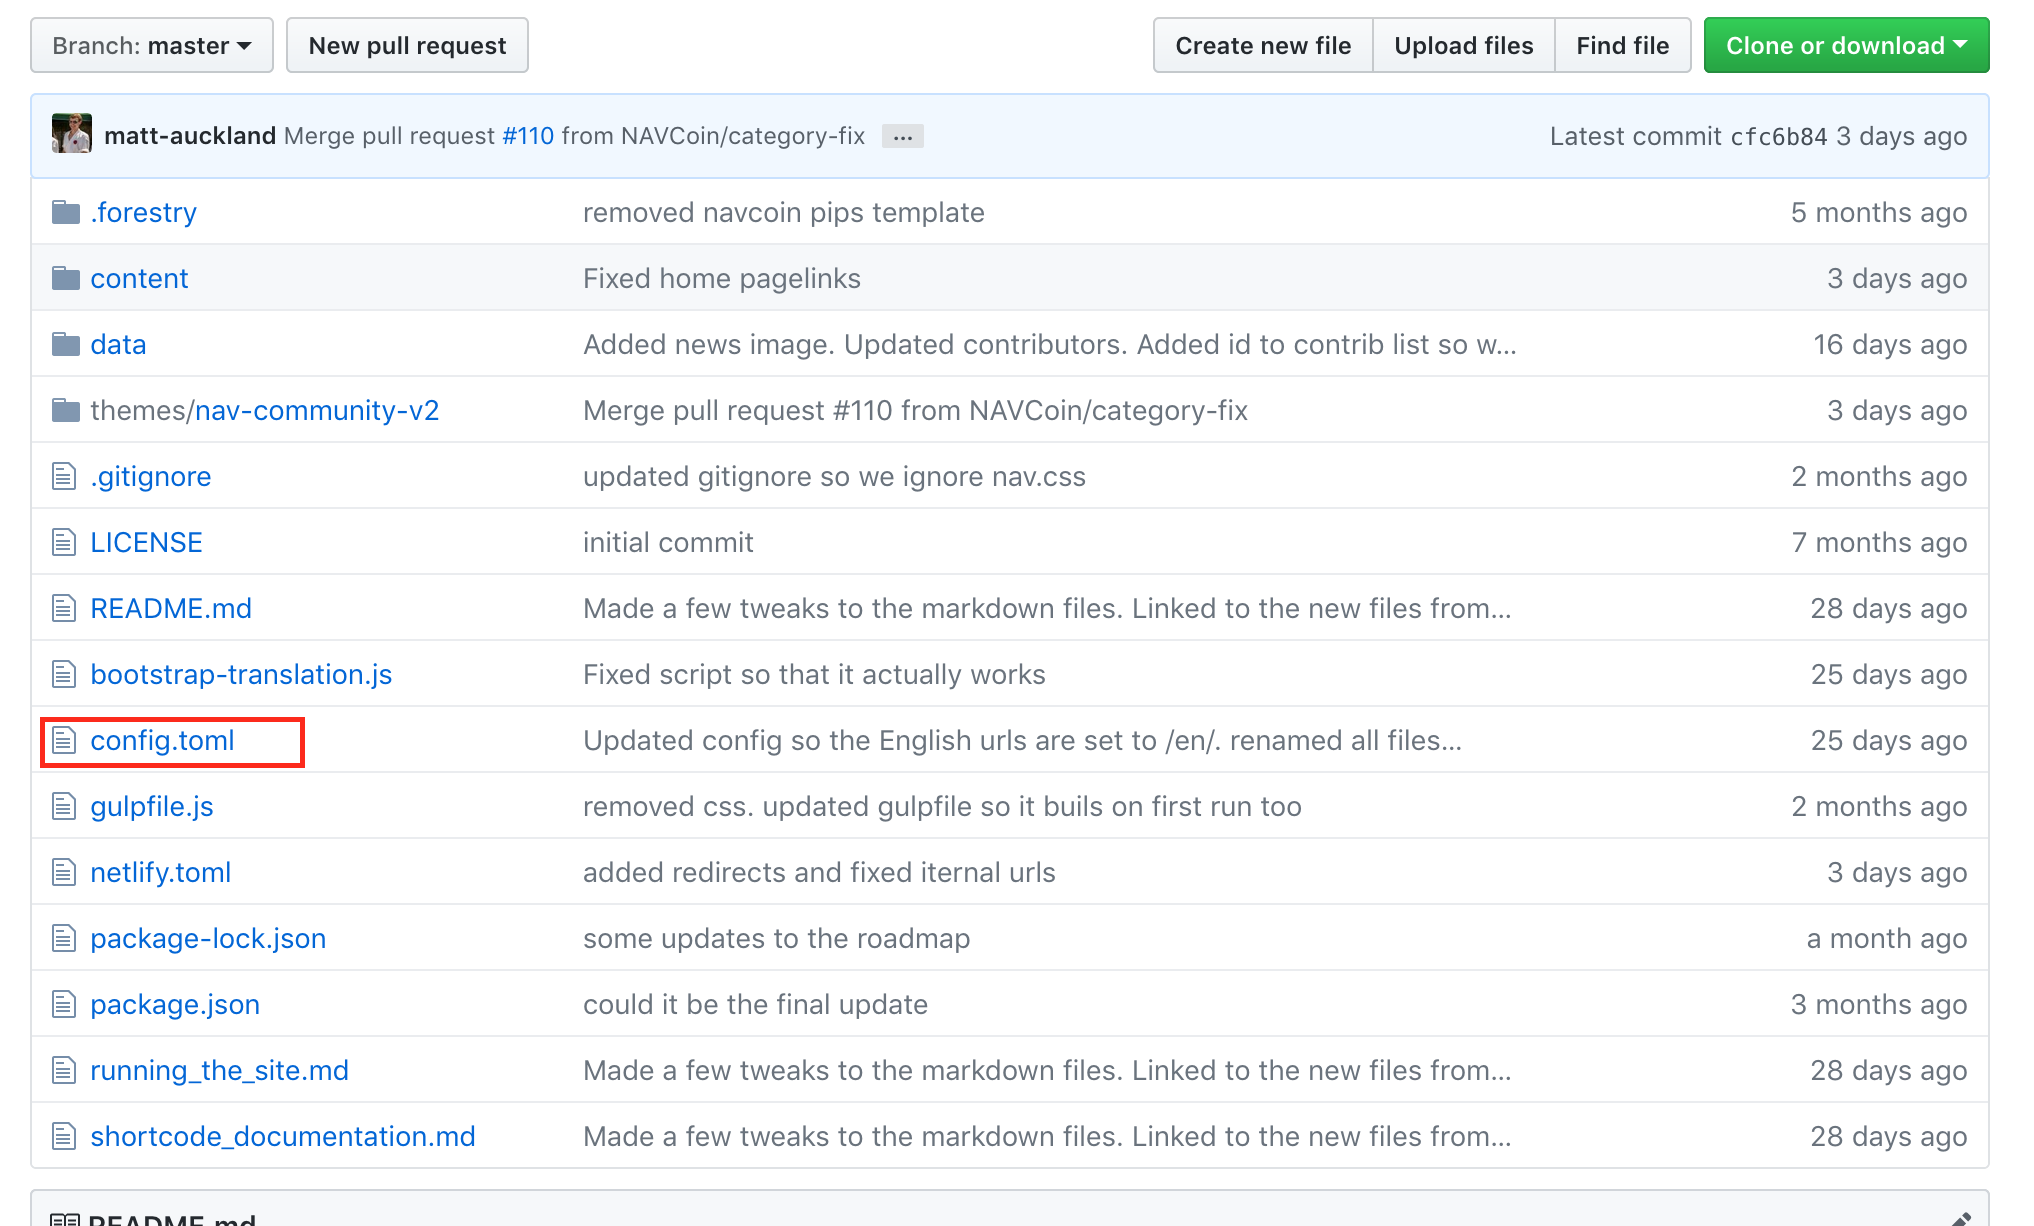 Branch: master New pull request Create new file Upload files Find file Clone or download
matt-auckland Merge pull request #110 from NAVCoin/category-fix ... Latest commit cfc6b84 3 days ago
.forestry removed navcoin pips template 5 months ago
content Fixed home pagelinks 3 days ago
data Added news image. Updated contributors. Added id to contrib list so w... 16 days ago
themes/nav-community-v2 Merge pull request #110 from NAVCoin/category-fix 3 days ago
.gitignore updated gitignore so we ignore nav.css 2 months ago
LICENSE initial commit 7 months ago
README.md Made a few tweaks to the markdown files. Linked to the new files from... 28 days ago
bootstrap-translation.js Fixed script so that it actually works 25 days ago
config.toml Updated config so the English urls are set to /en/. renamed all files... 25 days ago
gulpfile.js removed css. updated gulpfile so it buils on first run too 2 months ago
netlify.toml added redirects and fixed iternal urls 3 days ago
package-lock.json some updates to the roadmap a month ago
package.json could it be the final update 3 months ago
running_the_site.md Made a few tweaks to the markdown files. Linked to the new files from... 28 days ago
shortcode_documentation.md Made a few tweaks to the markdown files. Linked to the new files from... 28 days ago
README.md